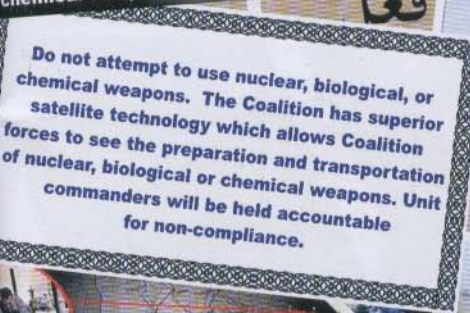 Do not attempt to use nuclear, biological, or
chemical weapons. The Coalition has superior
satellite technology which allows Coalition
forces to see the preparation and transportation
of nuclear, biological or chemical weapons. Unit
commanders will be held accountable
for non-compliance.